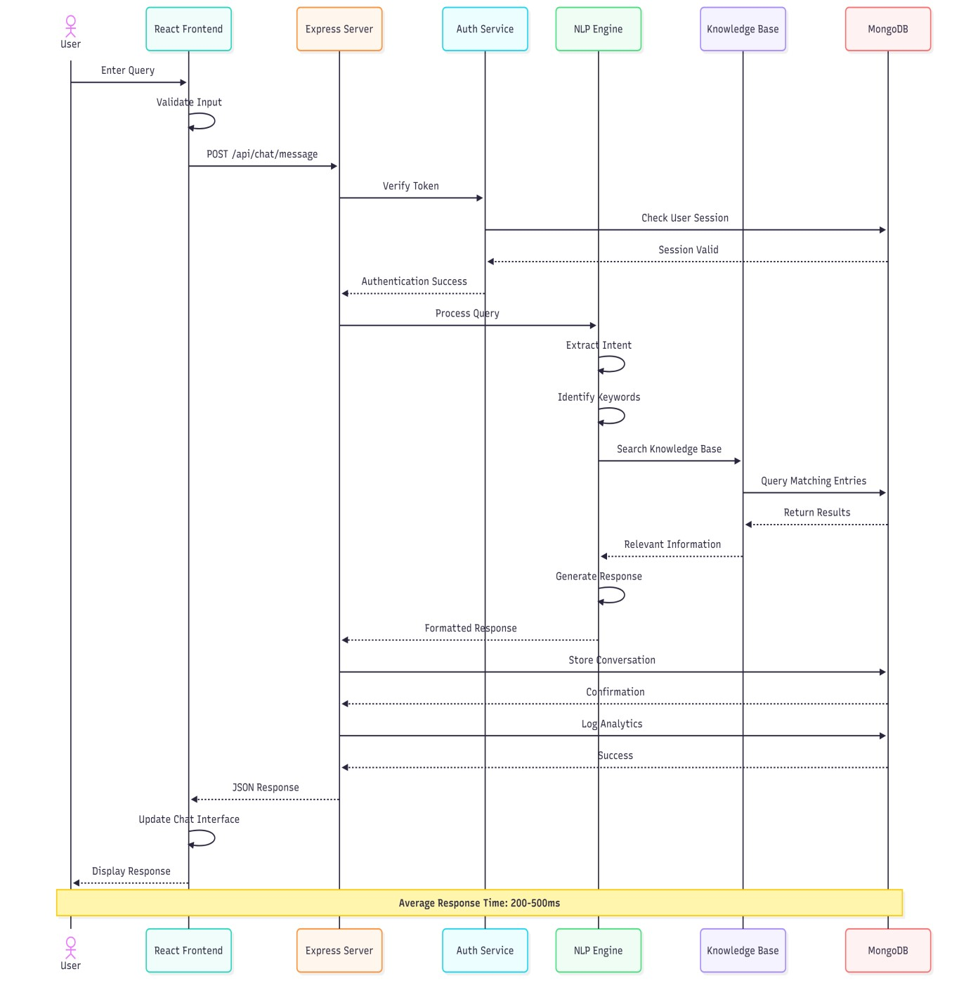 User
React Frontend
Express Server
Auth Service
NLP Engine
Knowledge Base
MongoDB
Enter Query
Validate Input
POST /api/chat/message
Verify Token
Check User Session
Session Valid
Authentication Success
Process Query
Extract Intent
Identify Keywords
Search Knowledge Base
Query Matching Entries
Return Results
Relevant Information
Generate Response
Formatted Response
Store Conversation
Confirmation
Log Analytics
Success
JSON Response
Update Chat Interface
Display Response
Average Response Time: 200-500ms
User
React Frontend
Express Server
Auth Service
NLP Engine
Knowledge Base
MongoDB